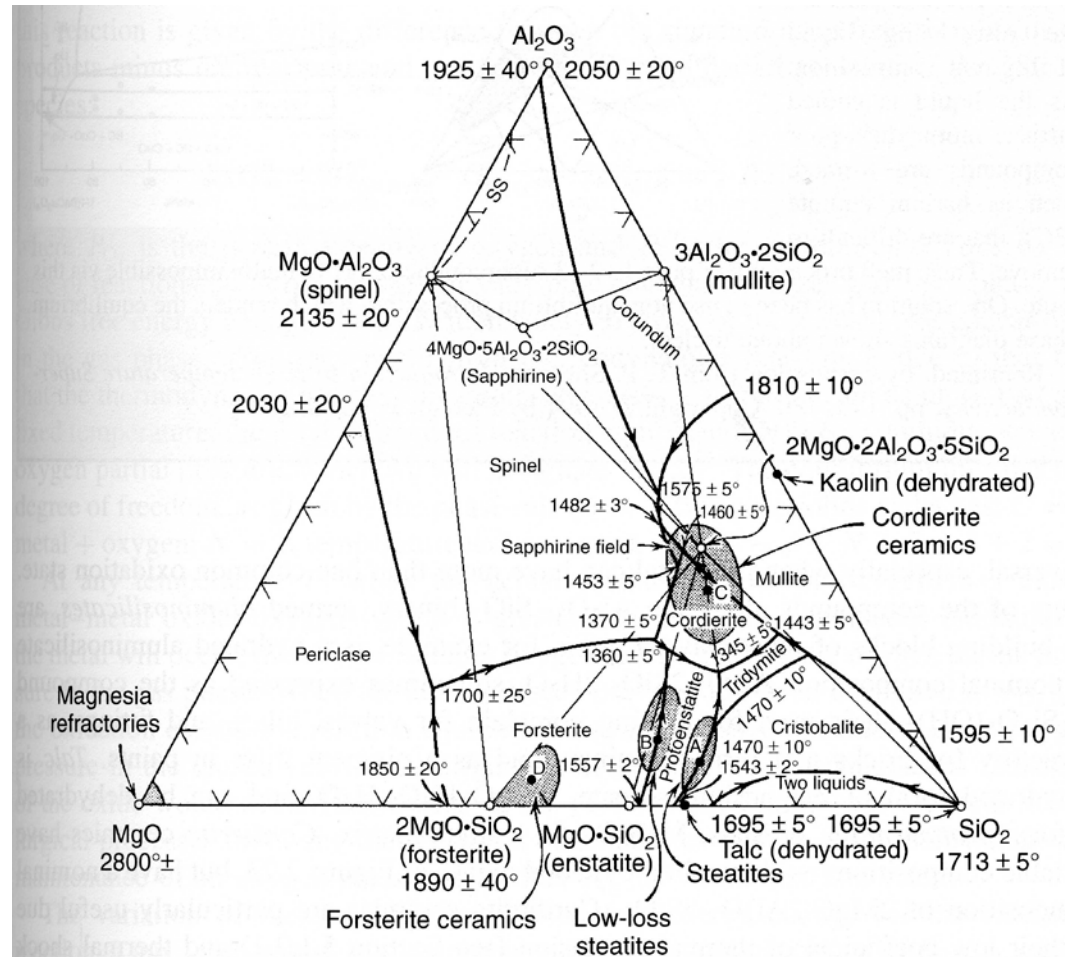 Al₂O₃
1925 ± 40°
2050 ± 20°
SS
MgO•Al₂O₃
(spinel)
2135 ± 20°
3Al₂O₃•2SiO₂
(mullite)
4MgO•5Al₂O₃•2SiO₂
(Sapphirine)
Corundum
1810 ± 10°
2030 ± 20°
2MgO•2Al₂O₃•5SiO₂
Kaolin (dehydrated)
Spinel
1575 ± 5°
1482 ± 3°
1460 ± 5°
Cordierite
ceramics
Sapphirine field
Mullite
1453 ± 5°
C
1370 ± 5°
Cordierite
1443 ± 5°
1360 ± 5°
1345 ± 5°
Tridymite
Periclase
1700 ± 25°
Magnesia
refractories
Protoenstatite
1470 ± 10°
Cristobalite
1595 ± 10°
Forsterite
B
A
1470 ± 10°
D
1557 ± 2°
1543 ± 2°
1850 ± 20°
Two liquids
MgO
2800°±
2MgO•SiO₂
(forsterite)
1890 ± 40°
MgO•SiO₂
(enstatite)
1695 ± 5°
1695 ± 5°
SiO₂
1713 ± 5°
Talc (dehydrated)
Steatites
Forsterite ceramics
Low-loss
steatites